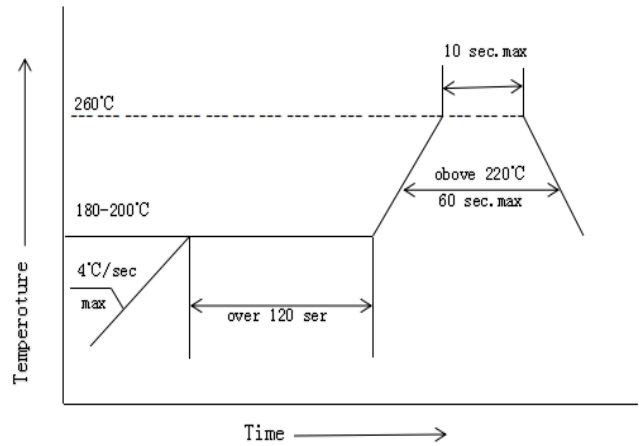 10 sec.max
260℃
obove 220℃
60 sec.max
180-200℃
4℃/sec
max
over 120 ser
Temperoture
Time